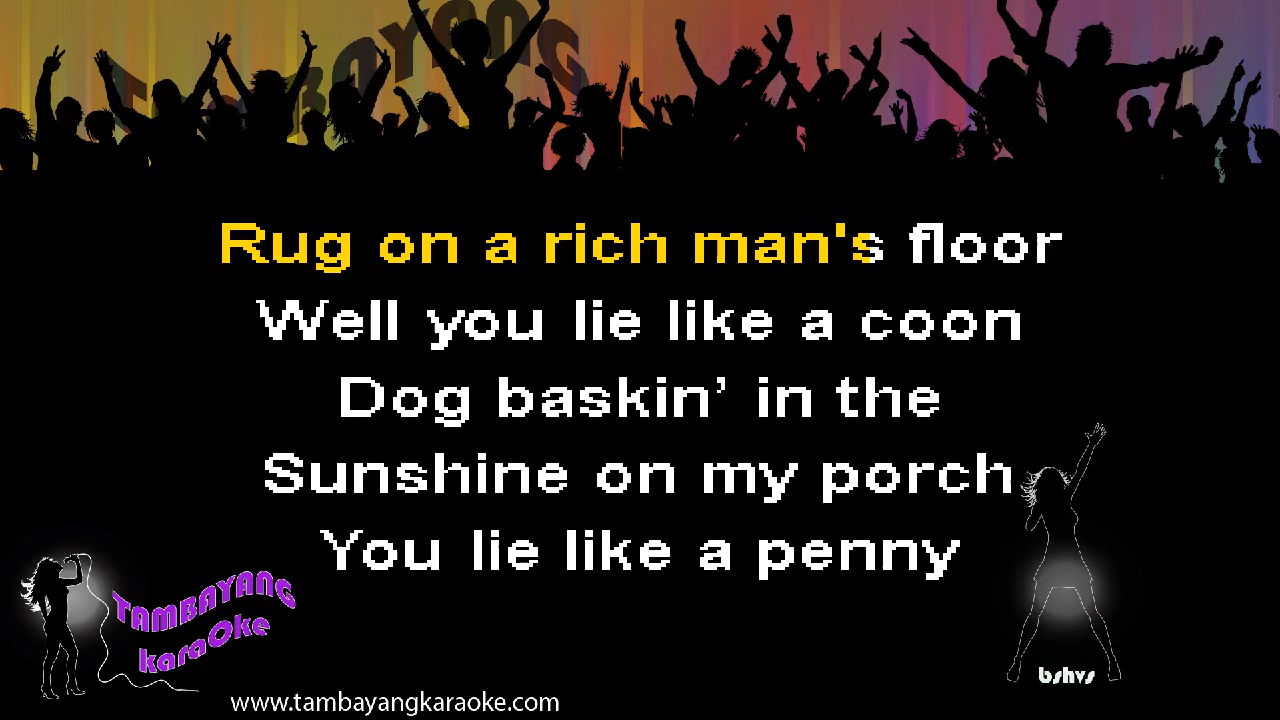 TAMBAYANG
Rug on a rich man's floor
Well you lie like a coon
Dog baskin’ in the
Sunshine on my porch
You lie like a penny
TAMBAYANG
karaOke
bshvs
www.tambayangkaraoke.com